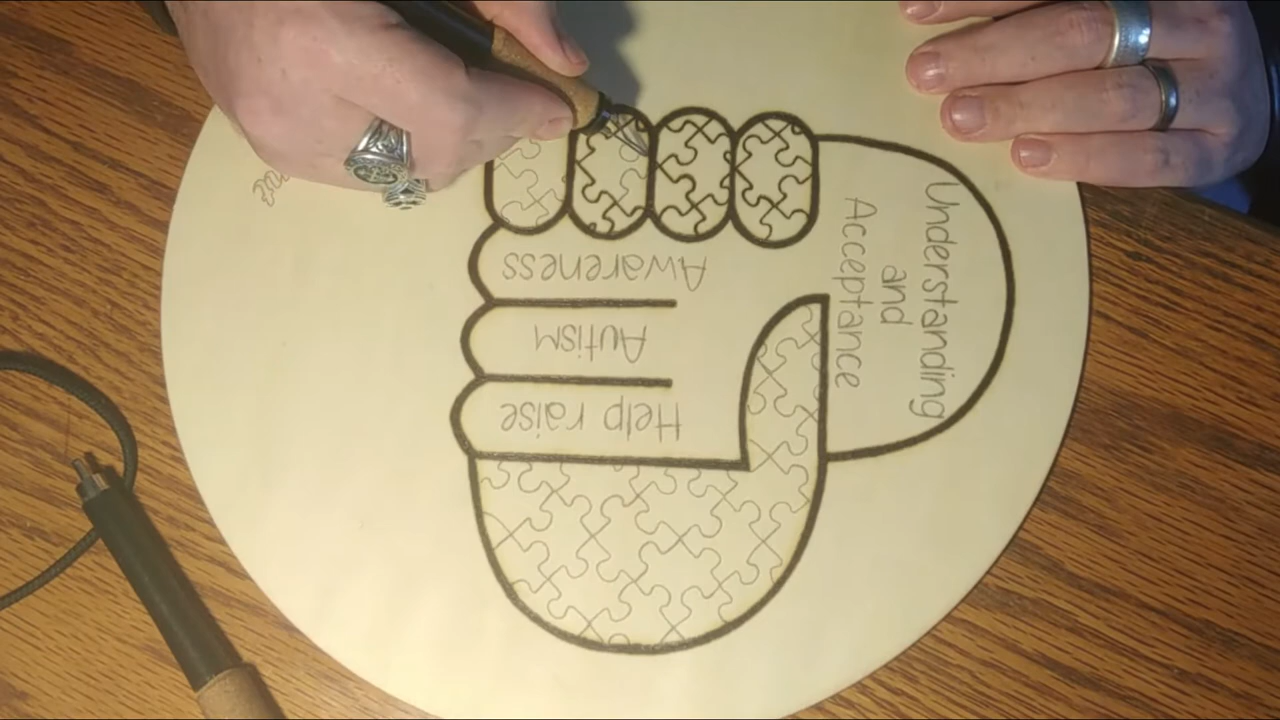 Help raise
Autism
Awareness
Understanding
and
Acceptance